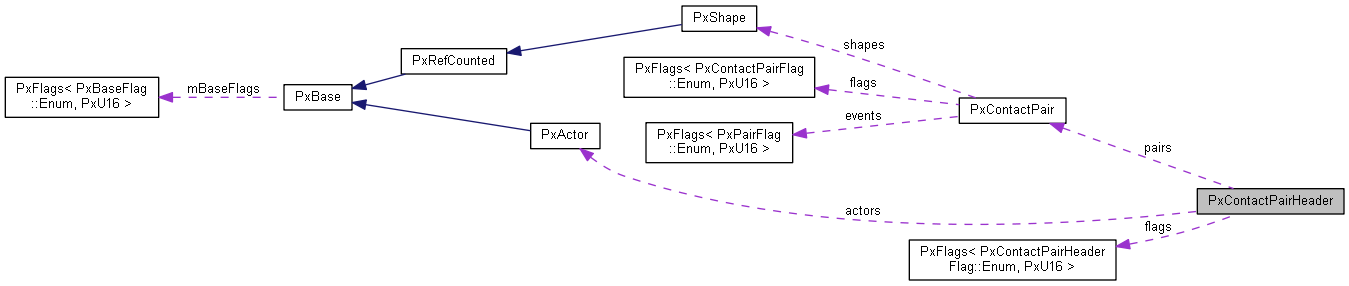 PxShape
shapes
PxRefCounted
PxFlags< PxContactPairFlag
::Enum, PxU16 >
flags
PxFlags< PxBaseFlag
::Enum, PxU16 >
mBaseFlags
PxBase
PxContactPair
events
PxActor
PxFlags< PxPairFlag
::Enum, PxU16 >
pairs
PxContactPairHeader
actors
flags
PxFlags< PxContactPairHeader
Flag::Enum, PxU16 >